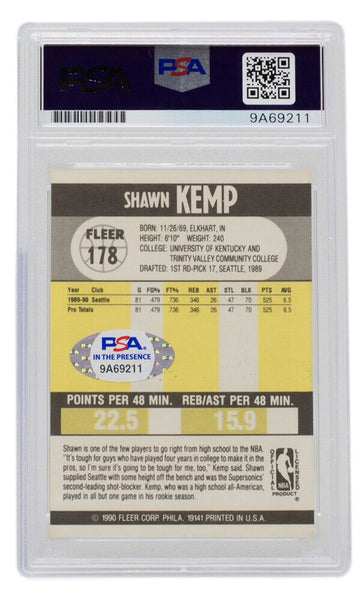 PSA
PSA
9A69211
SHAWN KEMP
FLEER
178
BORN: 11/26/69, ELKHART, IN
HEIGHT: 6'10" WEIGHT: 240
COLLEGE: UNIVERSITY OF KENTUCKY AND
TRINITY VALLEY COMMUNITY COLLEGE
DRAFTED: 1ST RD-PICK 17, SEATTLE, 1989
Year Club G FG% FT% REB AST STL BLK PTS AVG
1989-90 Seattle 81 .479 .736 346 26 47 70 525 6.5
Pro Totals 81 .479 .736 346 26 47 70 525 6.5
PSA
IN THE PRESENCE
9A69211
POINTS PER 48 MIN. REB/AST PER 48 MIN.
22.5 15.9
Shawn is one of the few players to go right from high school to the NBA.
"It's tough for guys who have played four years in college to make it in the
pros, so I'm sure it's going to be tough for me, too," Kemp said. Shawn
supplied Seattle with some height off the bench and was the Supersonics'
second-leading shot-blocker. Kemp, who was a high school all-American,
played in all but one game in his rookie season.
OFFICIAL LICENSED
NBA
PRODUCT
© 1990 FLEER CORP. PHILA. 19141 PRINTED IN U.S.A.